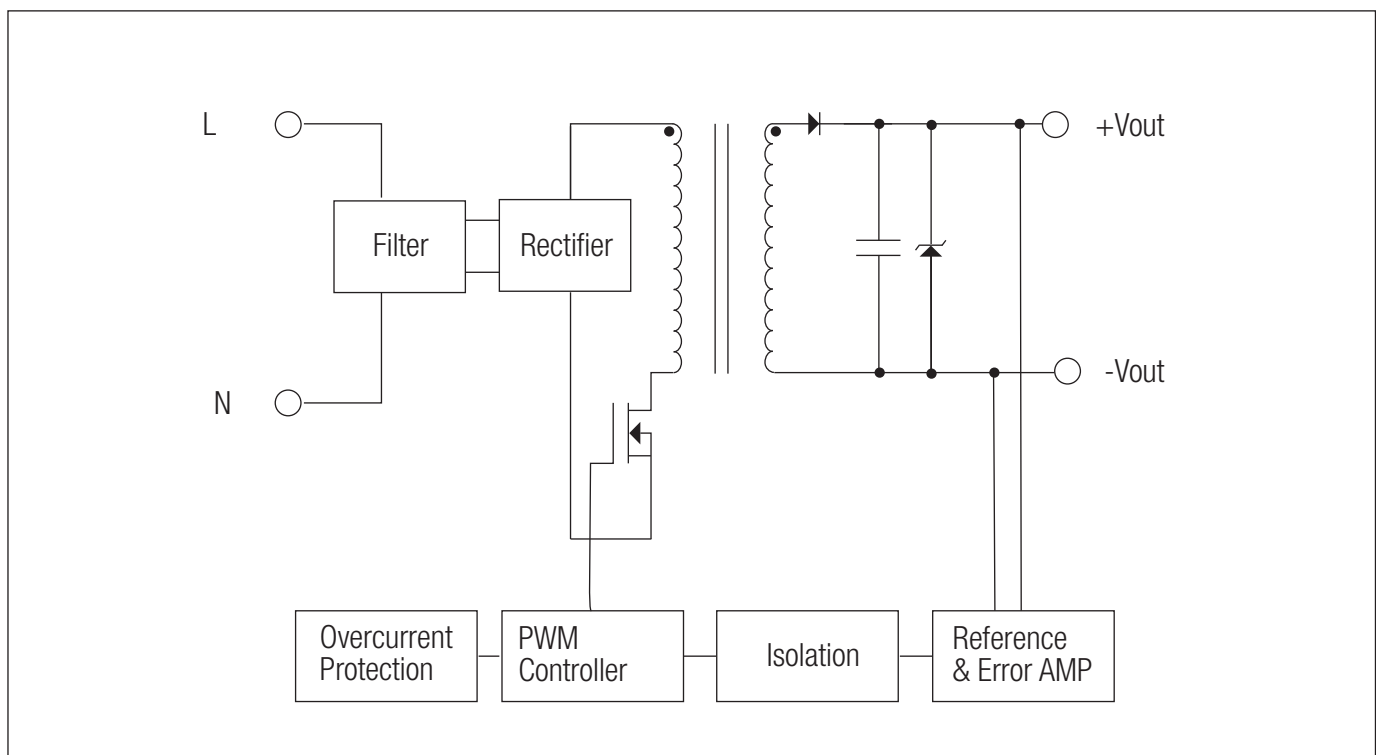 L
+Vout
Filter
Rectifier
-Vout
N
Overcurrent
Protection
PWM
Controller
Isolation
Reference
& Error AMP